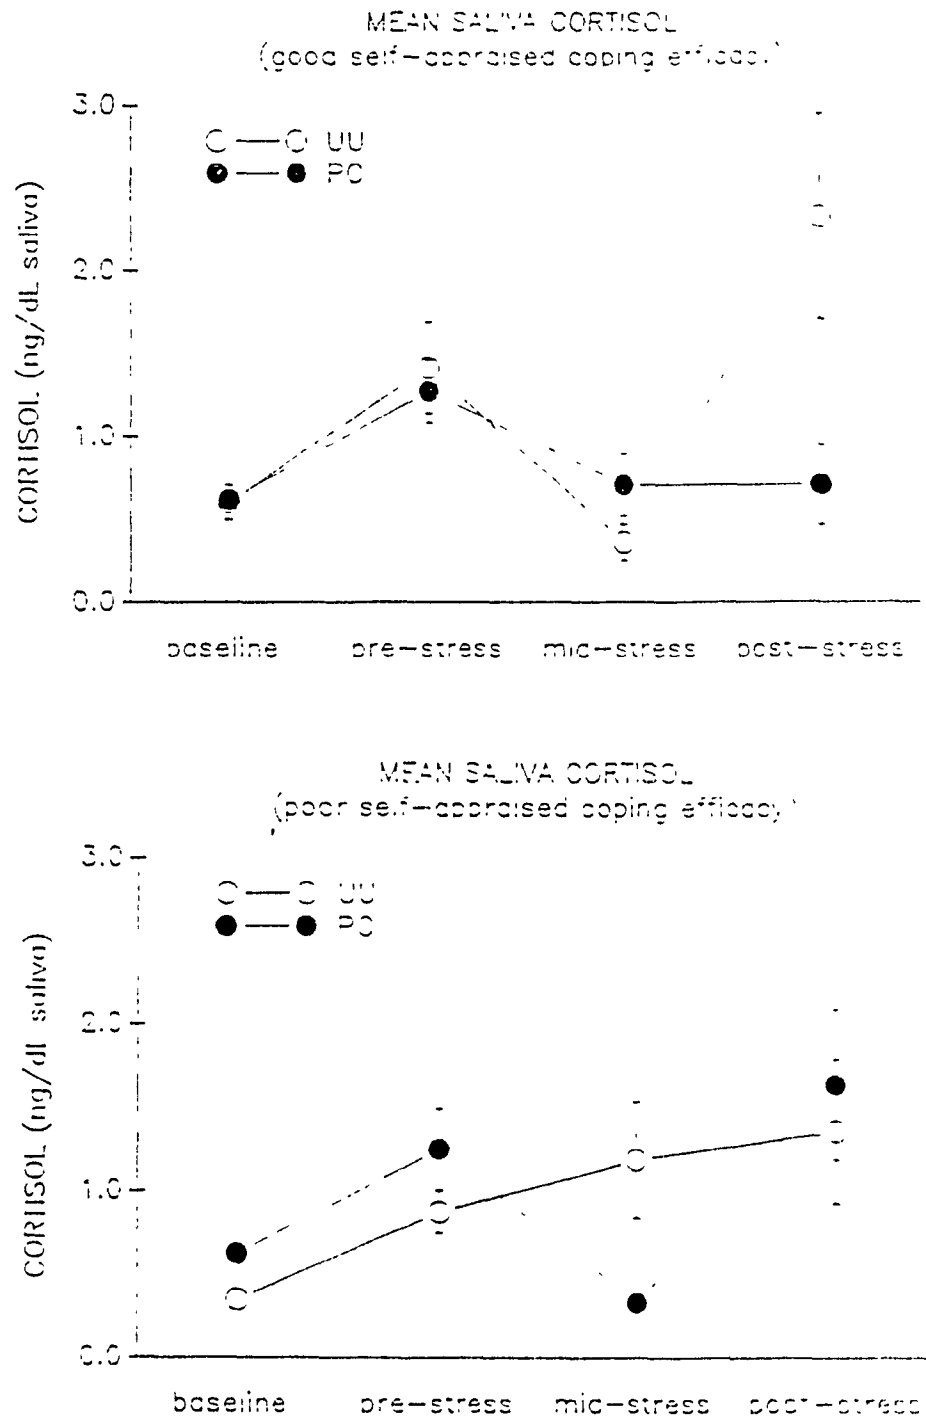 MEAN SALIVA CORTISOL
(good self-appraised coping efficacy)
3.0
UU
PC
2.0
1.0
0.0
CORTISOL (ng/dL saliva)
baseline pre-stress mid-stress post-stress
MEAN SALIVA CORTISOL
(poor self-appraised coping efficacy)
3.0
UU
PC
2.0
1.0
0.0
CORTISOL (ng/dL saliva)
baseline pre-stress mid-stress post-stress